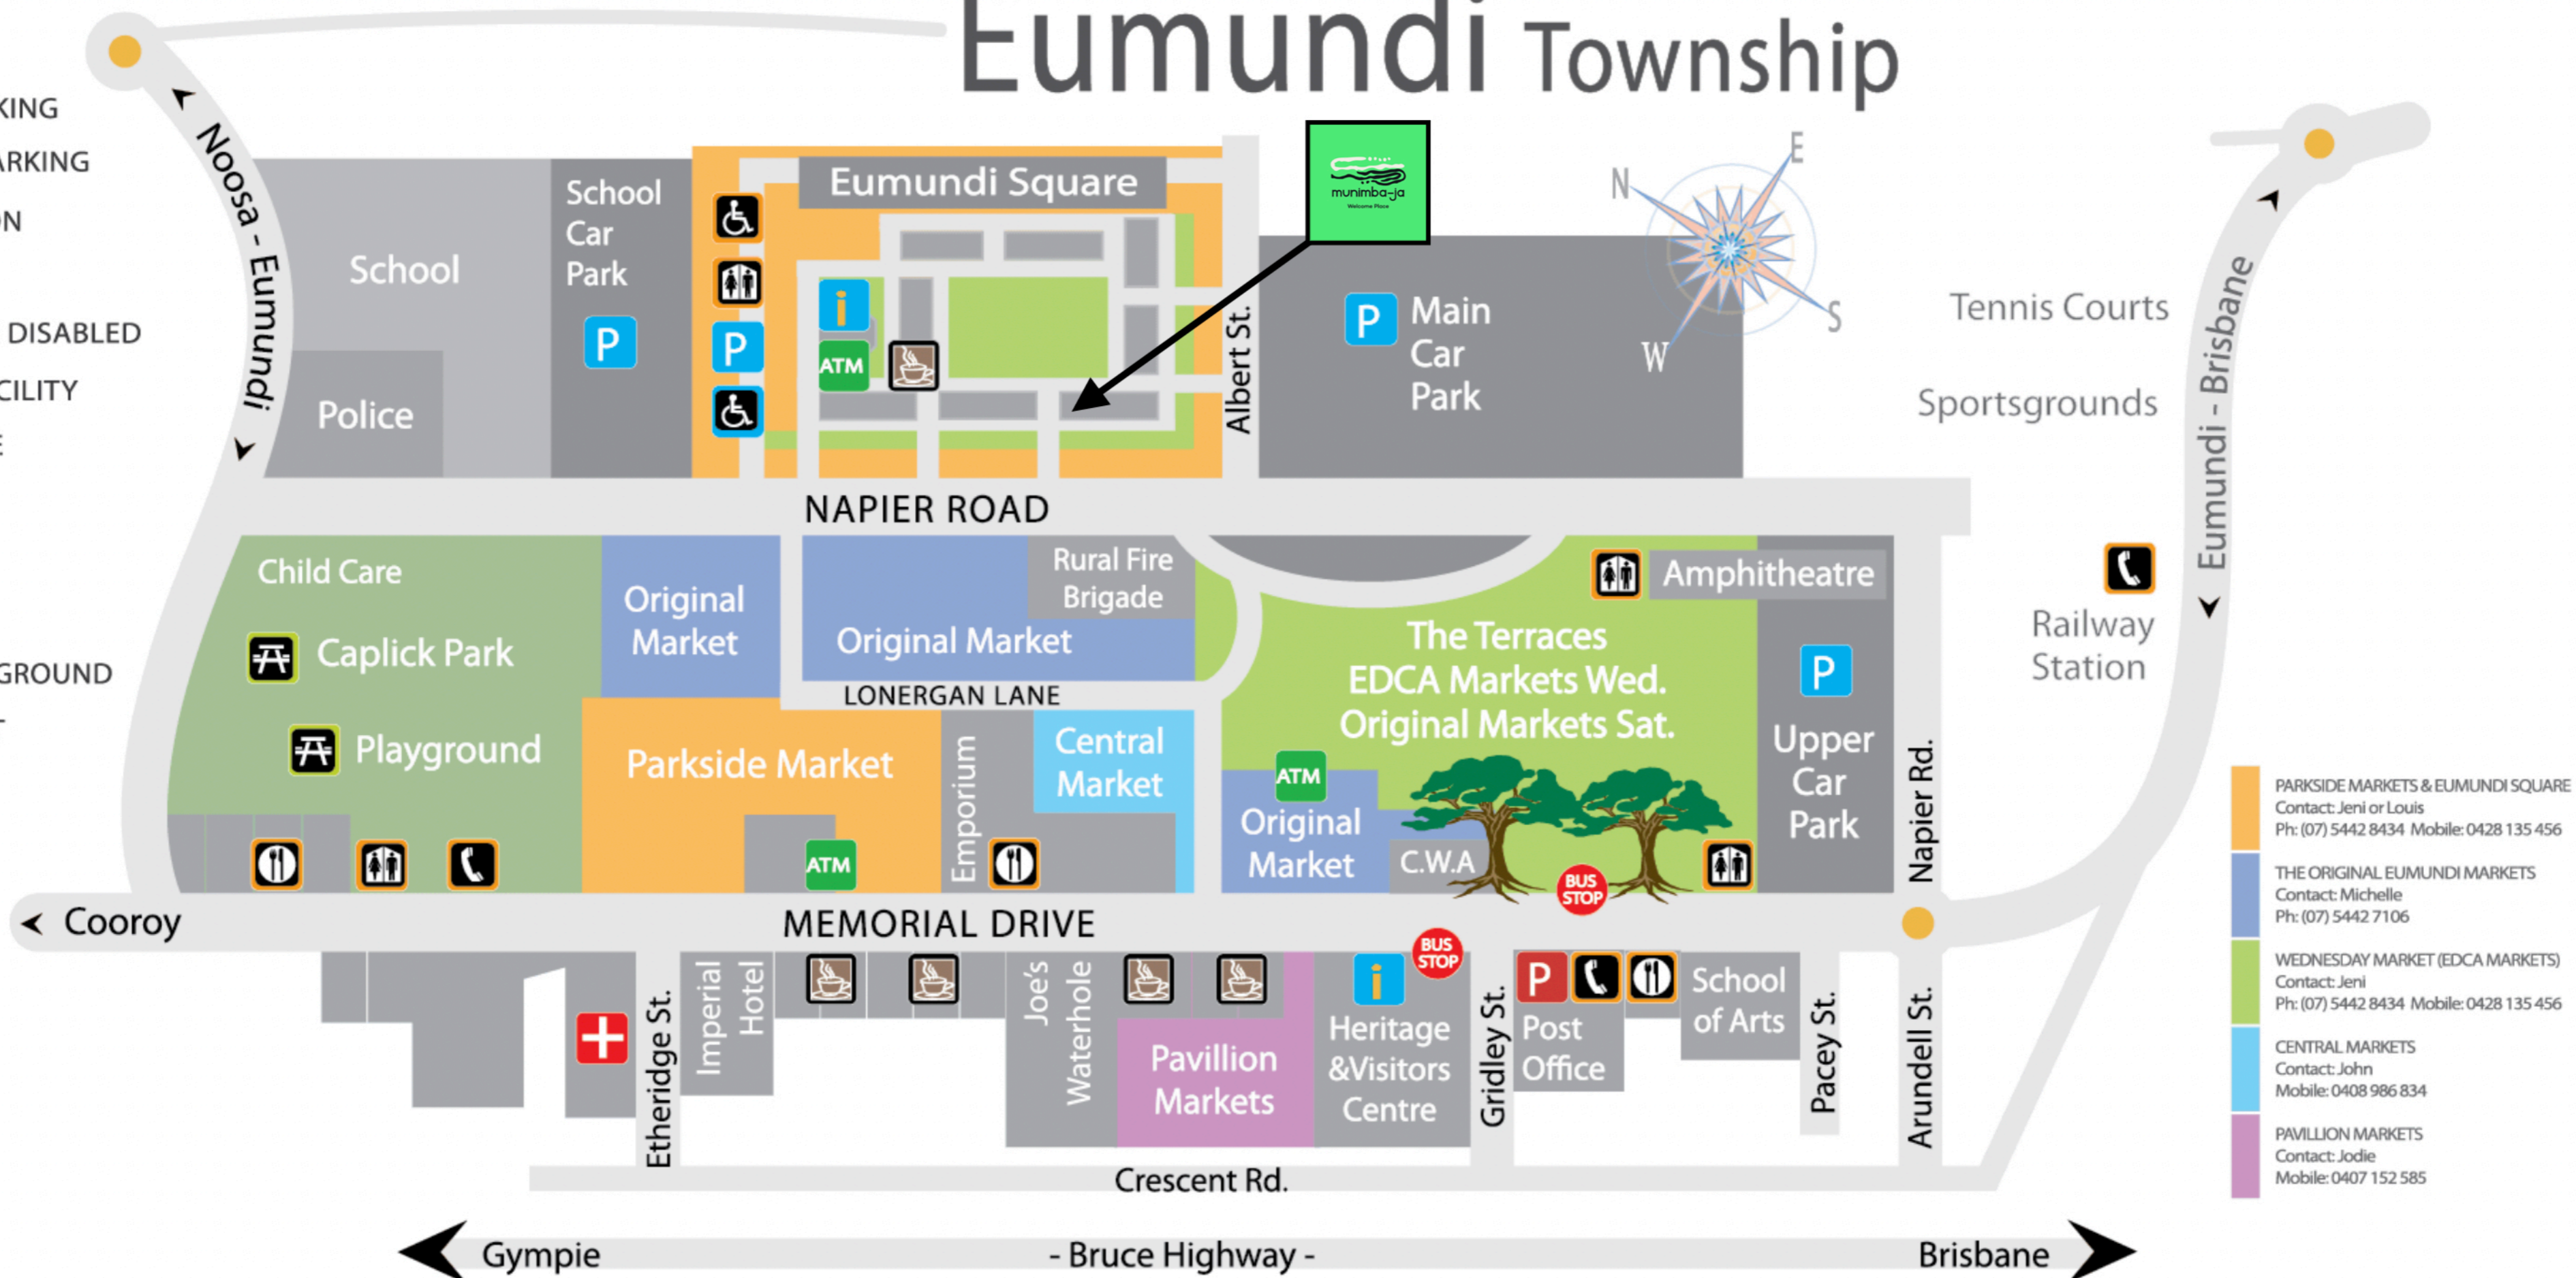 Eumundi Township
KING
ARKING
ON
DISABLED
CILITY
E
GROUND
Noosa - Eumundi
School
School
Car
Park
P
Police
Eumundi Square
i
P
ATM
munimba-ja
Welcome Place
Albert St.
P
Main
Car
Park
N
E
S
W
Tennis Courts
Sportsgrounds
Eumundi - Brisbane
Railway
Station
NAPIER ROAD
Child Care
Caplick Park
Playground
Original
Market
Rural Fire
Brigade
Original Market
LONERGAN LANE
Parkside Market
ATM
Emporium
Central
Market
Amphitheatre
The Terraces
EDCA Markets Wed.
Original Markets Sat.
ATM
Original
Market
C.W.A
BUS
STOP
P
Upper
Car
Park
Napier Rd.
Cooroy
MEMORIAL DRIVE
BUS
STOP
Etheridge St.
Imperial
Hotel
Joe's
Waterhole
Pavillion
Markets
i
Heritage
&Visitors
Centre
Gridley St.
P
Post
Office
School
of Arts
Pacey St.
Arundell St.
Crescent Rd.
Gympie
- Bruce Highway -
Brisbane
PARKSIDE MARKETS & EUMUNDI SQUARE
Contact: Jeni or Louis
Ph: (07) 5442 8434 Mobile: 0428 135 456
THE ORIGINAL EUMUNDI MARKETS
Contact: Michelle
Ph: (07) 5442 7106
WEDNESDAY MARKET (EDCA MARKETS)
Contact: Jeni
Ph: (07) 5442 8434 Mobile: 0428 135 456
CENTRAL MARKETS
Contact: John
Mobile: 0408 986 834
PAVILLION MARKETS
Contact: Jodie
Mobile: 0407 152 585